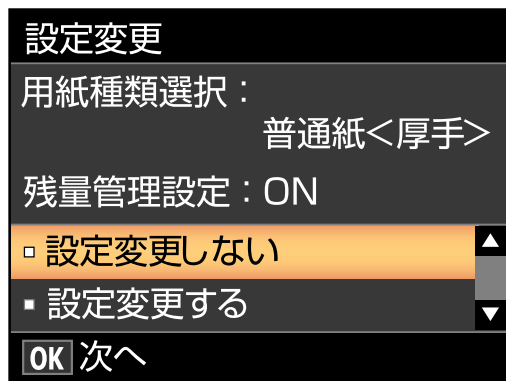 設定変更
用紙種類選択：
普通紙＜厚手＞
残量管理設定：ON
設定変更しない
設定変更する
OK 次へ